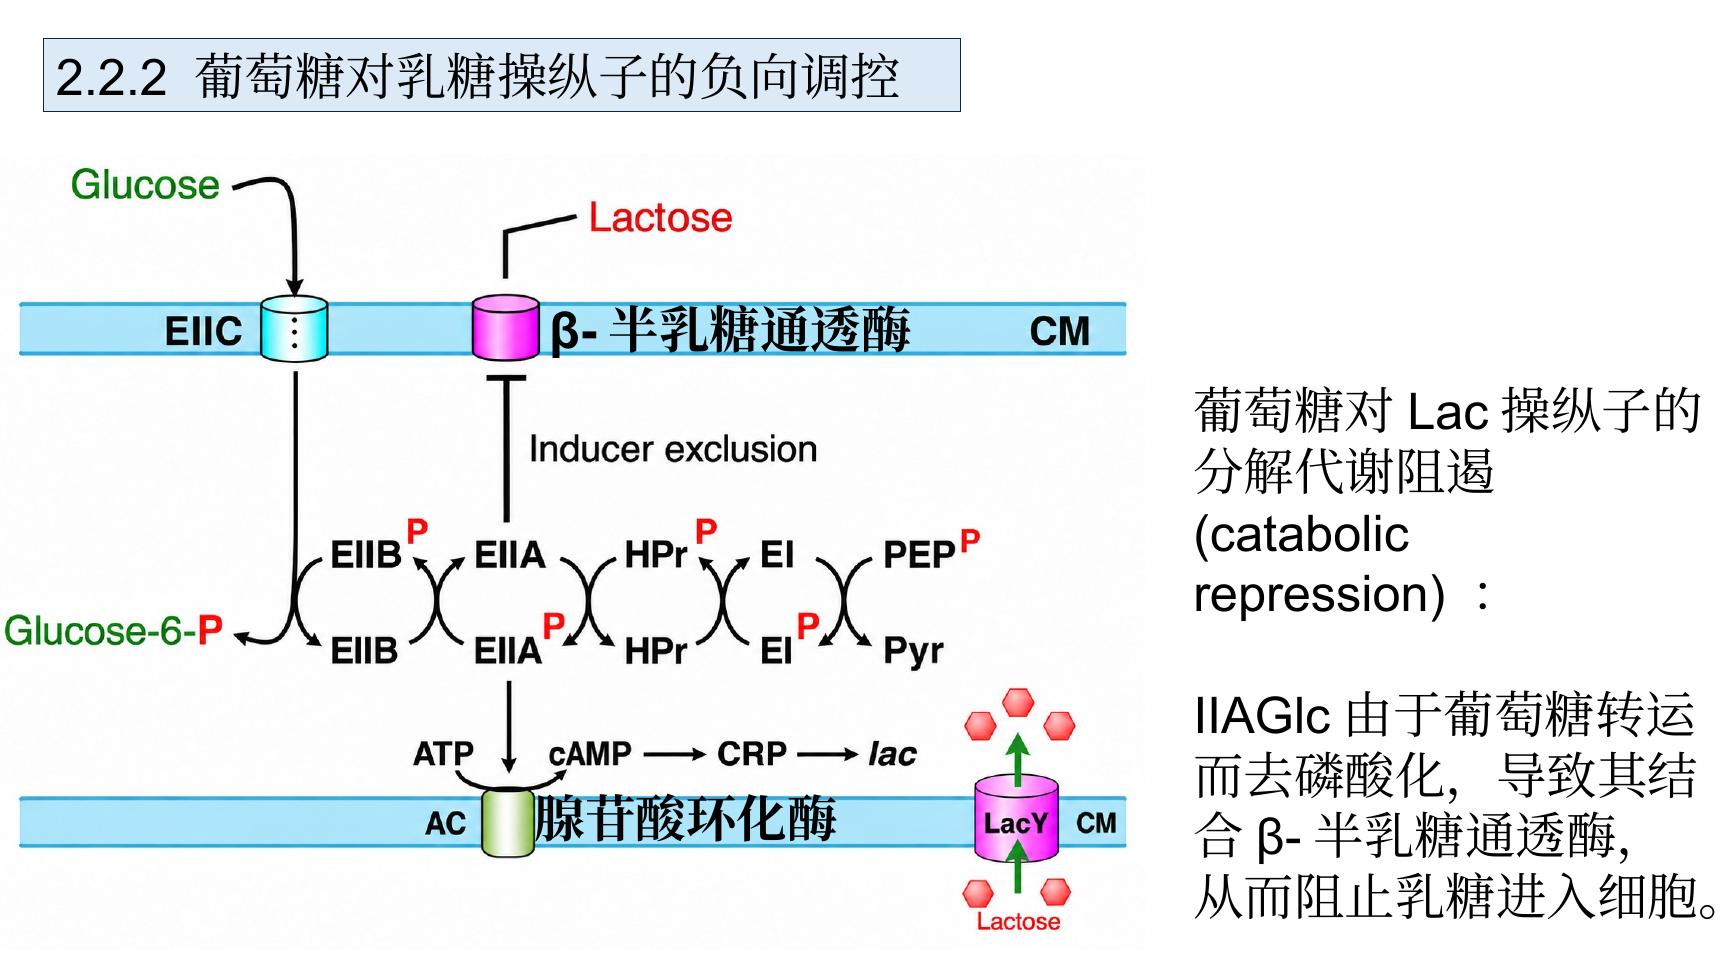 2.2.2 葡萄糖对乳糖操纵子的负向调控
Glucose
Lactose
EIIC
β- 半乳糖通透酶
CM
Inducer exclusion
P P P
EIIB EIIA HPr EI PEP
Glucose-6-P
P P
EIIB EIIA HPr EI Pyr
ATP cAMP CRP lac
AC
腺苷酸环化酶
LacY
CM
Lactose
葡萄糖对 Lac 操纵子的
分解代谢阻遏
(catabolic
repression) ：
IIAGlc 由于葡萄糖转运
而去磷酸化，导致其结
合 β- 半乳糖通透酶，
从而阻止乳糖进入细胞。